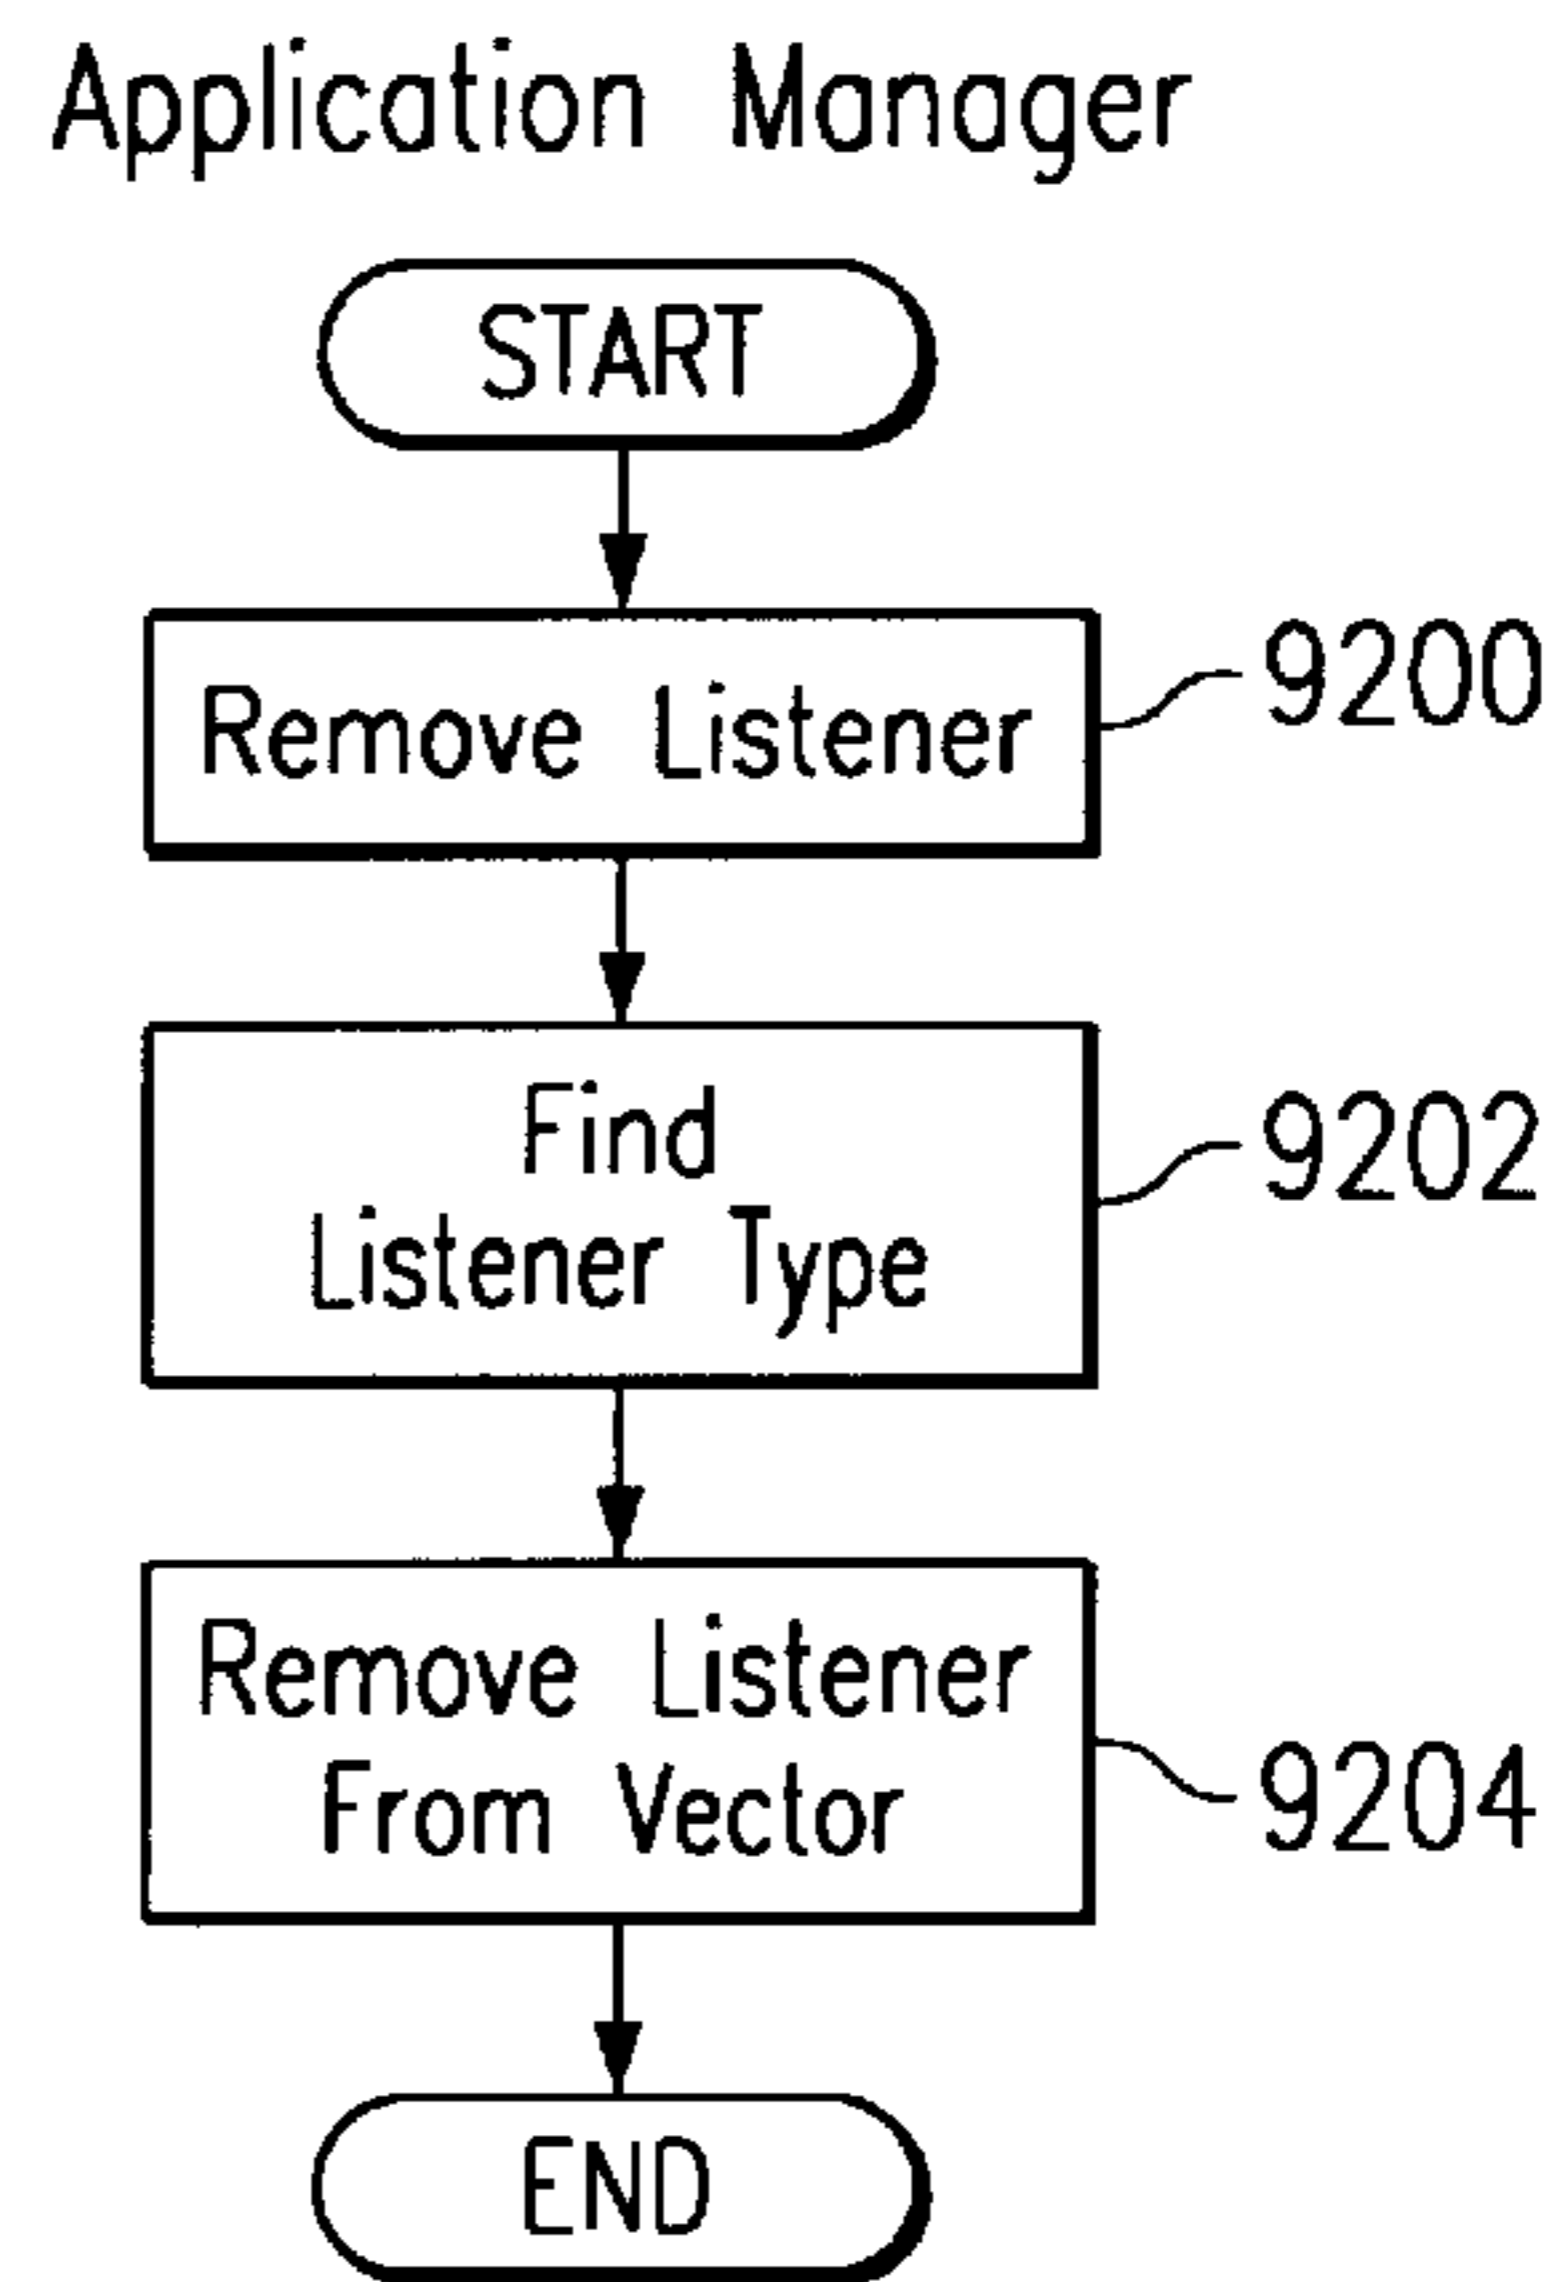 Application Manager
START
Remove Listener
9200
Find
Listener Type
9202
Remove Listener
From Vector
9204
END